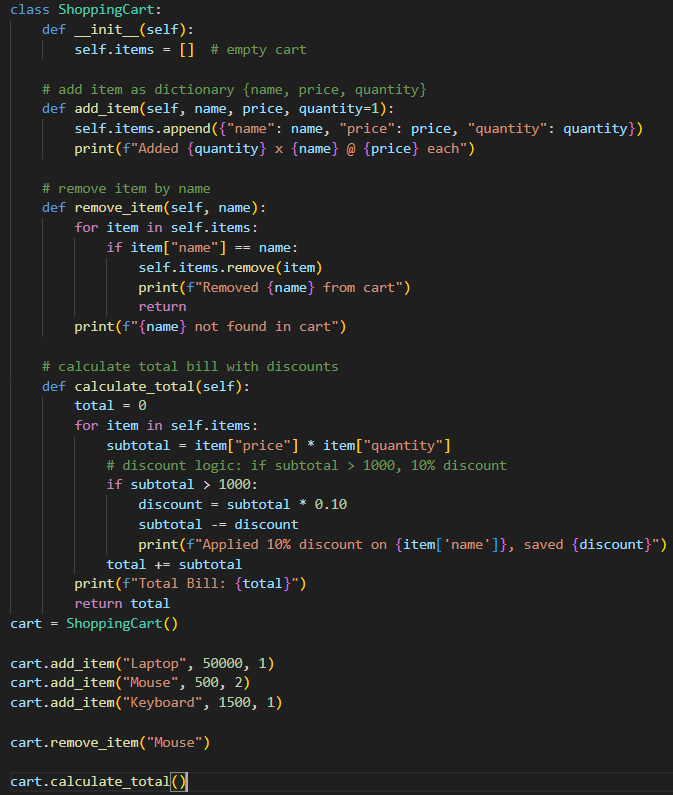 class ShoppingCart:
    def __init__(self):
        self.items = []  # empty cart

    # add item as dictionary {name, price, quantity}
    def add_item(self, name, price, quantity=1):
        self.items.append({"name": name, "price": price, "quantity": quantity})
        print(f"Added {quantity} x {name} @ {price} each")

    # remove item by name
    def remove_item(self, name):
        for item in self.items:
            if item["name"] == name:
                self.items.remove(item)
                print(f"Removed {name} from cart")
                return
        print(f"{name} not found in cart")

    # calculate total bill with discounts
    def calculate_total(self):
        total = 0
        for item in self.items:
            subtotal = item["price"] * item["quantity"]
            # discount logic: if subtotal > 1000, 10% discount
            if subtotal > 1000:
                discount = subtotal * 0.10
                subtotal -= discount
                print(f"Applied 10% discount on {item['name']}, saved {discount}")
            total += subtotal
        print(f"Total Bill: {total}")
        return total
cart = ShoppingCart()

cart.add_item("Laptop", 50000, 1)
cart.add_item("Mouse", 500, 2)
cart.add_item("Keyboard", 1500, 1)

cart.remove_item("Mouse")

cart.calculate_total()